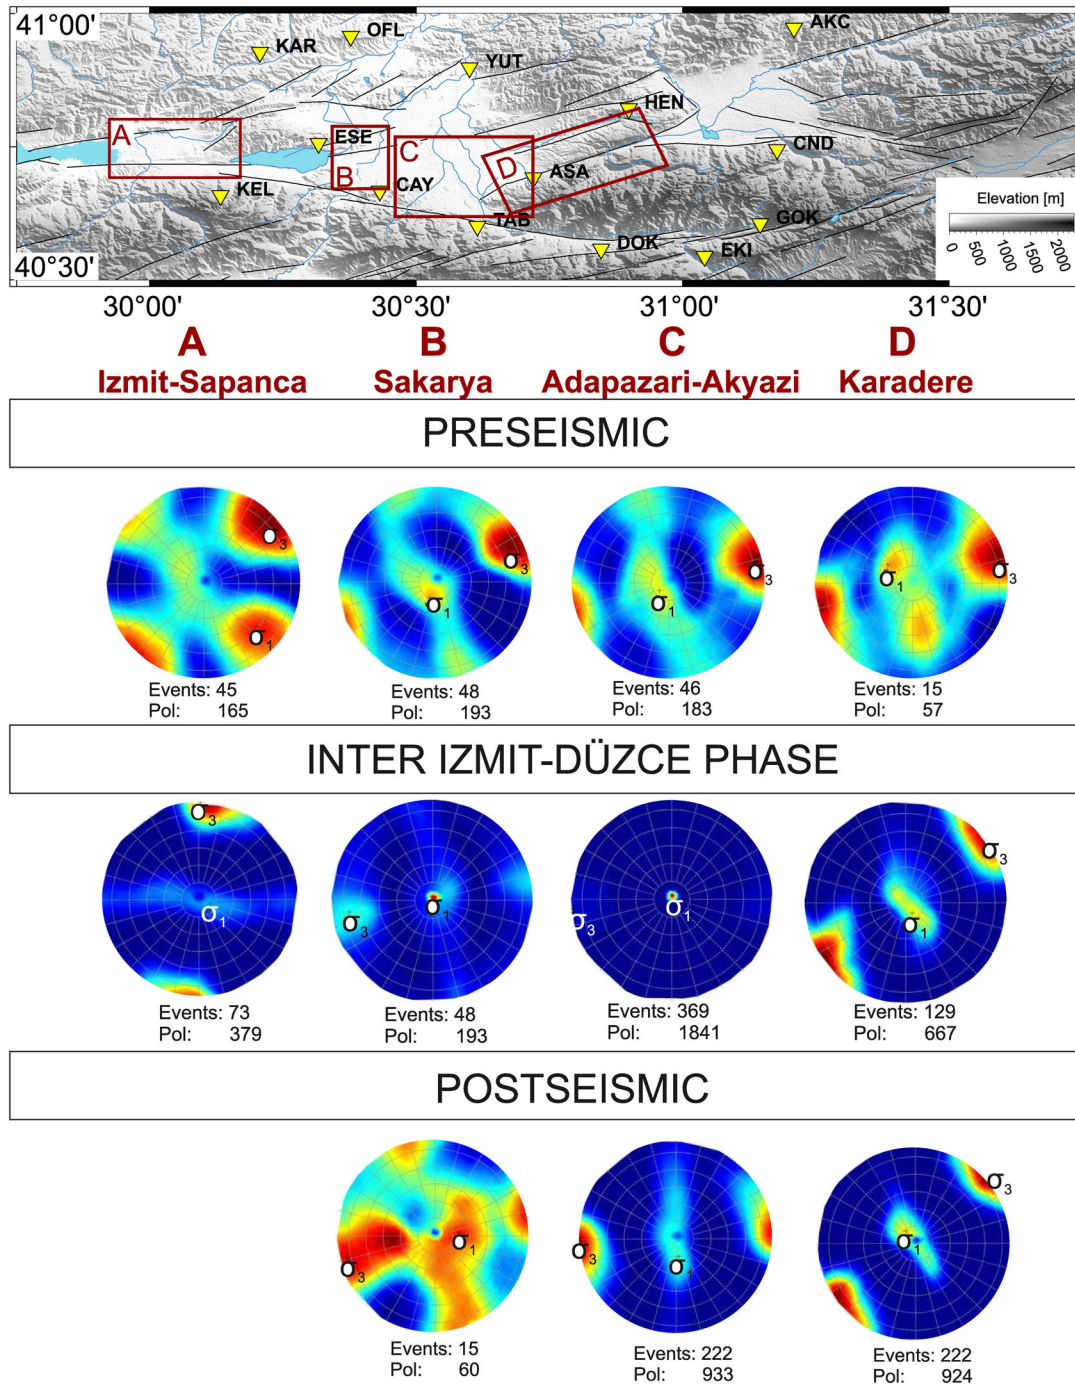 41°00'
KAR
OFL
YUT
AKC
HEN
A
ESE
B
C
CND
D
ASA
KEL
CAY
TAB
GOK
DOK
EKI
Elevation [m]
0
500
1000
1500
2000
40°30'
30°00' 30°30' 31°00' 31°30'
A B C D
Izmit-Sapanca Sakarya Adapazari-Akyazi Karadere
PRESEISMIC
σ3 σ1
σ3 σ1
σ3 σ1
σ1 σ3
Events: 45 Events: 48 Events: 46 Events: 15
Pol: 165 Pol: 193 Pol: 183 Pol: 57
INTER IZMIT-DÜZCE PHASE
σ3 σ1
σ3 σ1
σ3 σ1
σ3 σ1
Events: 73 Events: 48 Events: 369 Events: 129
Pol: 379 Pol: 193 Pol: 1841 Pol: 667
POSTSEISMIC
σ3 σ1
σ3 σ1
σ3 σ1
Events: 15 Events: 222 Events: 222
Pol: 60 Pol: 933 Pol: 924